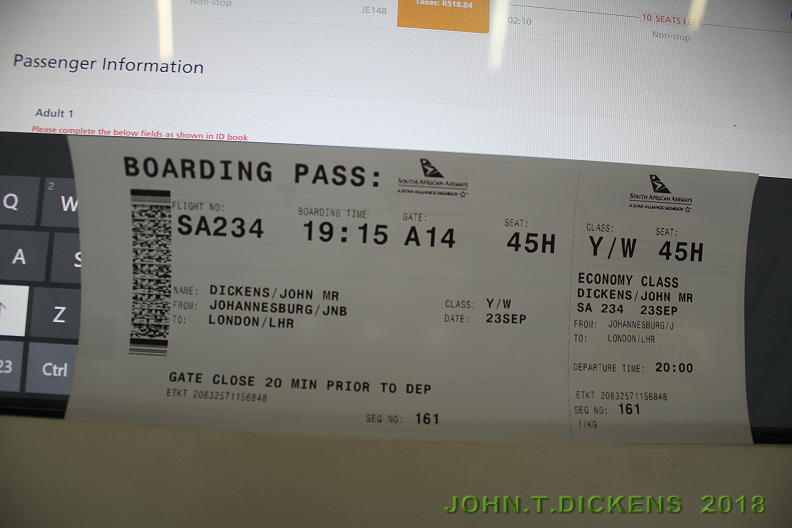 Non-stop
JE148
Taxes: R518.84
02:10
10 SEATS LEFT
Non-stop
Passenger Information
Adult 1
Please complete the below fields as shown in ID book
BOARDING PASS:
SOUTH AFRICAN AIRWAYS
A STAR ALLIANCE MEMBER
FLIGHT NO:
SA234
BOARDING TIME:
19:15
GATE:
A14
SEAT:
45H
NAME: DICKENS/JOHN MR
FROM: JOHANNESBURG/JNB
TO: LONDON/LHR
CLASS: Y/W
DATE: 23SEP
GATE CLOSE 20 MIN PRIOR TO DEP
ETKT 20832571156848
SEQ NO: 161
SOUTH AFRICAN AIRWAYS
A STAR ALLIANCE MEMBER
CLASS:
Y/W
SEAT:
45H
ECONOMY CLASS
DICKENS/JOHN MR
SA 234 23SEP
FROM: JOHANNESBURG/J
TO: LONDON/LHR
DEPARTURE TIME: 20:00
ETKT 20832571156848
SEQ NO: 161
1/KG
Q
2
W
A
S
Z
23
Ctrl
JOHN.T.DICKENS 2018